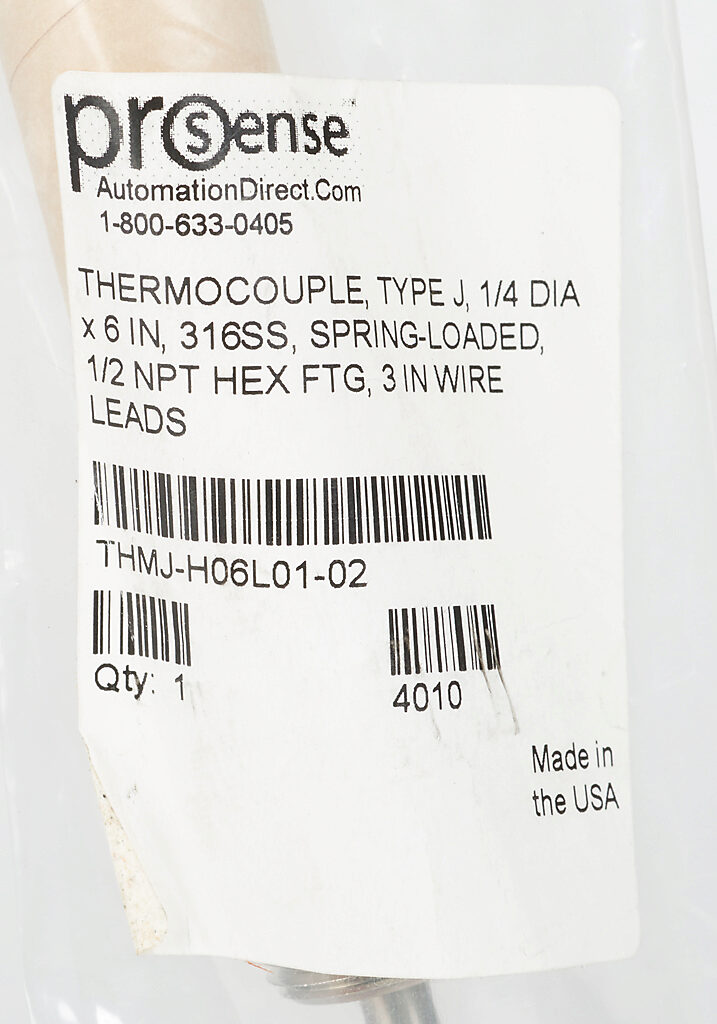 prosense
AutomationDirect.Com
1-800-633-0405
THERMOCOUPLE, TYPE J, 1/4 DIA
x 6 IN, 316SS, SPRING-LOADED,
1/2 NPT HEX FTG, 3 IN WIRE
LEADS
THMJ-H06L01-02
Qty: 1
4010
Made in
the USA